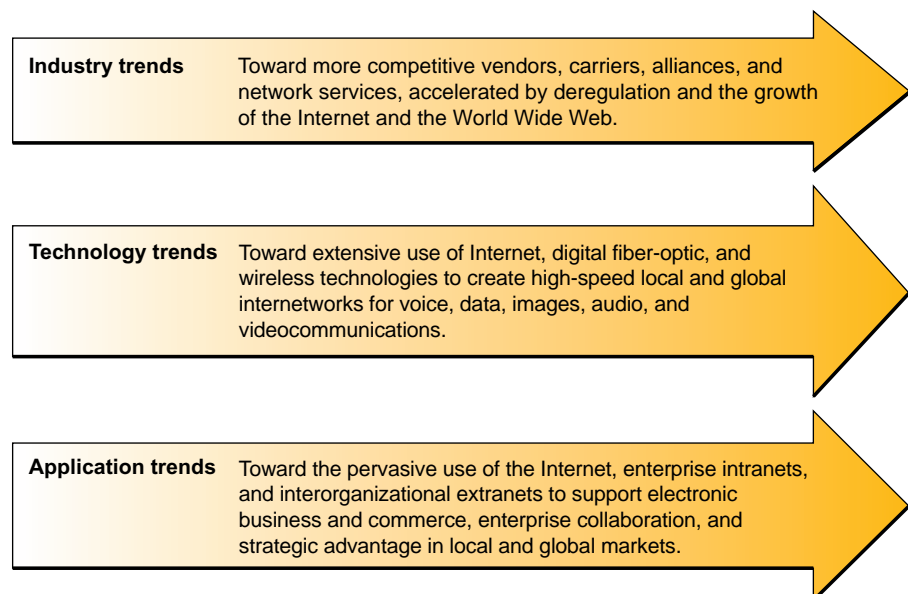 Industry trends Toward more competitive vendors, carriers, alliances, and
network services, accelerated by deregulation and the growth
of the Internet and the World Wide Web.
Technology trends Toward extensive use of Internet, digital fiber-optic, and
wireless technologies to create high-speed local and global
internetworks for voice, data, images, audio, and
videocommunications.
Application trends Toward the pervasive use of the Internet, enterprise intranets,
and interorganizational extranets to support electronic
business and commerce, enterprise collaboration, and
strategic advantage in local and global markets.